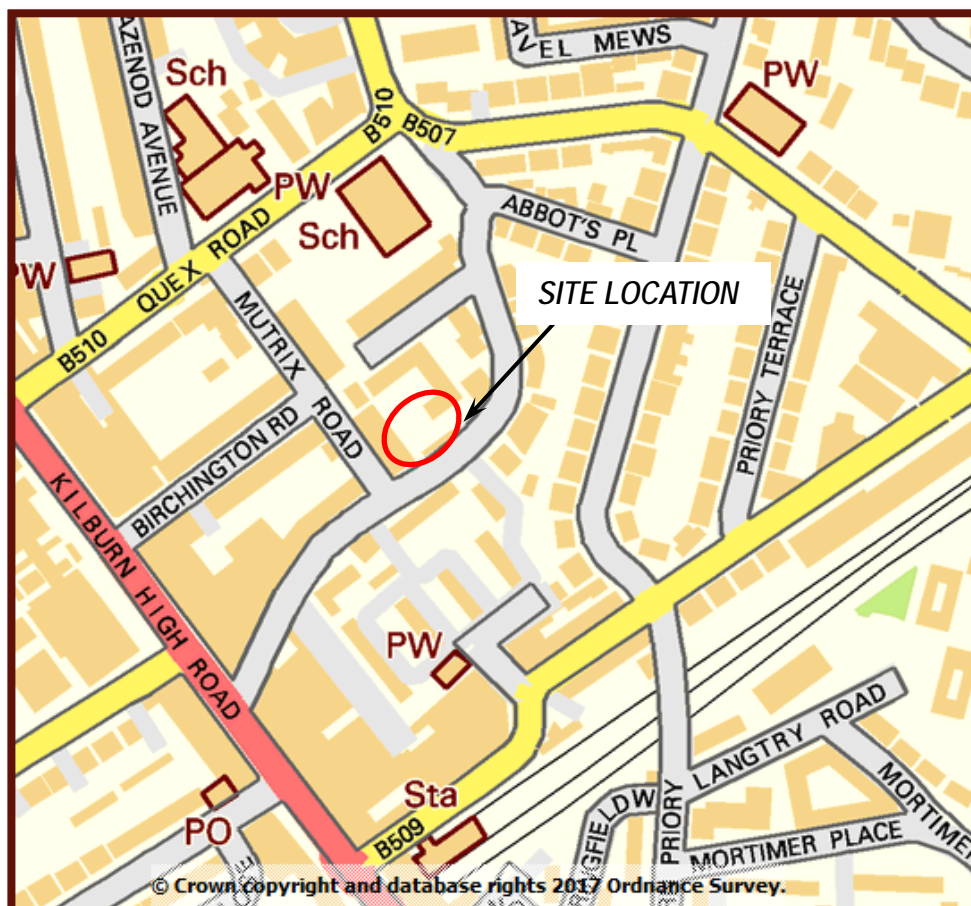 AVEL MEWS
AZENOD AVENUE
Sch
PW
B510
B507
PW
Sch
ABBOT'S PL
QUEX ROAD
PW
B510
MUTRIX ROAD
SITE LOCATION
PRIORY TERRACE
BIRCHINGTON RD
KILBURN HIGH ROAD
PW
LANGTRY ROAD
Sta
PO
B509
NGFIELD
PRIORY
MORTIMER PLACE
MORTIMER
© Crown copyright and database rights 2017 Ordnance Survey.